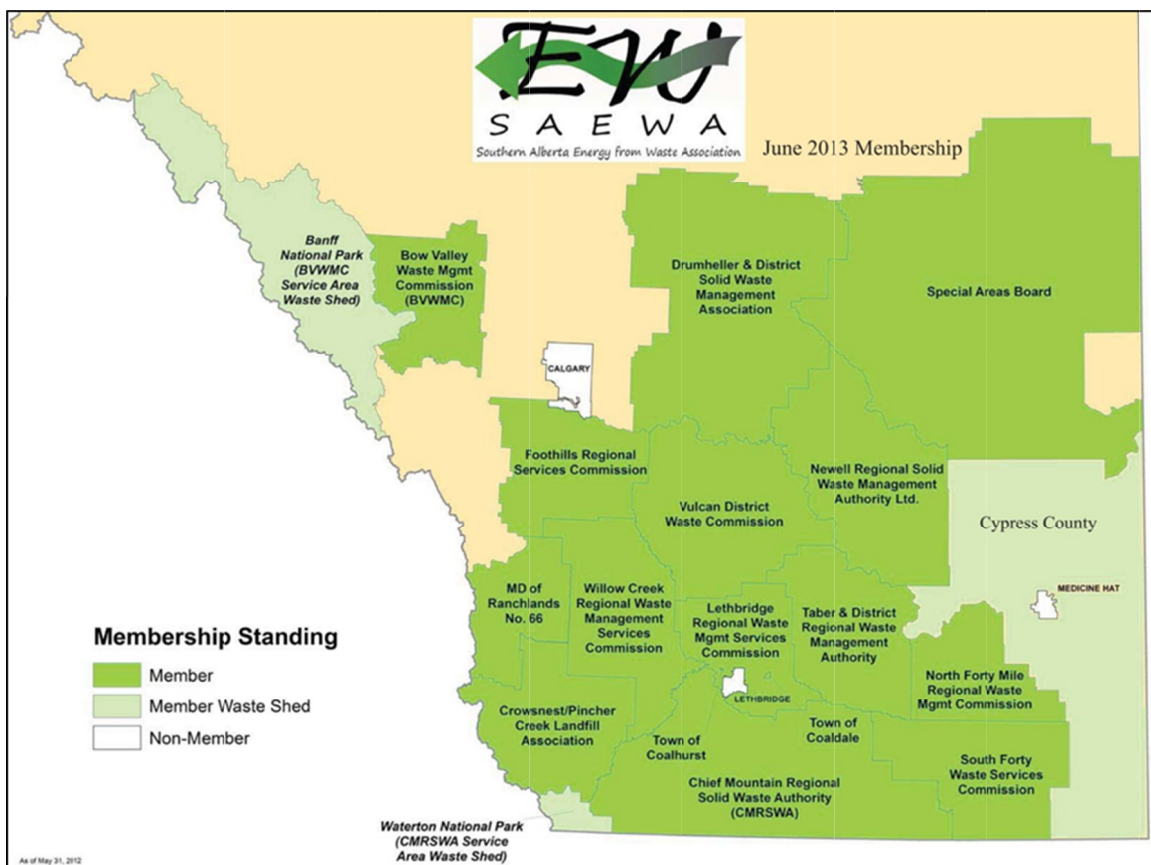 EW
SAEWA
Southern Alberta Energy from Waste Association
June 2013 Membership
Banff
National Park
(BVWMC
Service Area
Waste Shed)
Bow Valley
Waste Mgmt
Commission
(BVWMC)
Drumheller & District
Solid Waste
Management
Association
Special Areas Board
CALGARY
Foothills Regional
Services Commission
Vulcan District
Waste Commission
Newell Regional Solid
Waste Management
Authority Ltd.
Cypress County
MEDICINE HAT
MD of
Ranchlands
No. 66
Willow Creek
Regional Waste
Management
Services
Commission
Lethbridge
Regional Waste
Mgmt Services
Commission
Taber & District
Regional Waste
Management
Authority
North Forty Mile
Regional Waste
Mgmt Commission
LETHBRIDGE
Crowsnest/Pincher
Creek Landfill
Association
Town of
Coalhurst
Town of
Coaldale
South Forty
Waste Services
Commission
Chief Mountain Regional
Solid Waste Authority
(CMRSWA)
Waterton National Park
(CMRSWA Service
Area Waste Shed)
Membership Standing
Member
Member Waste Shed
Non-Member
As of May 31, 2012